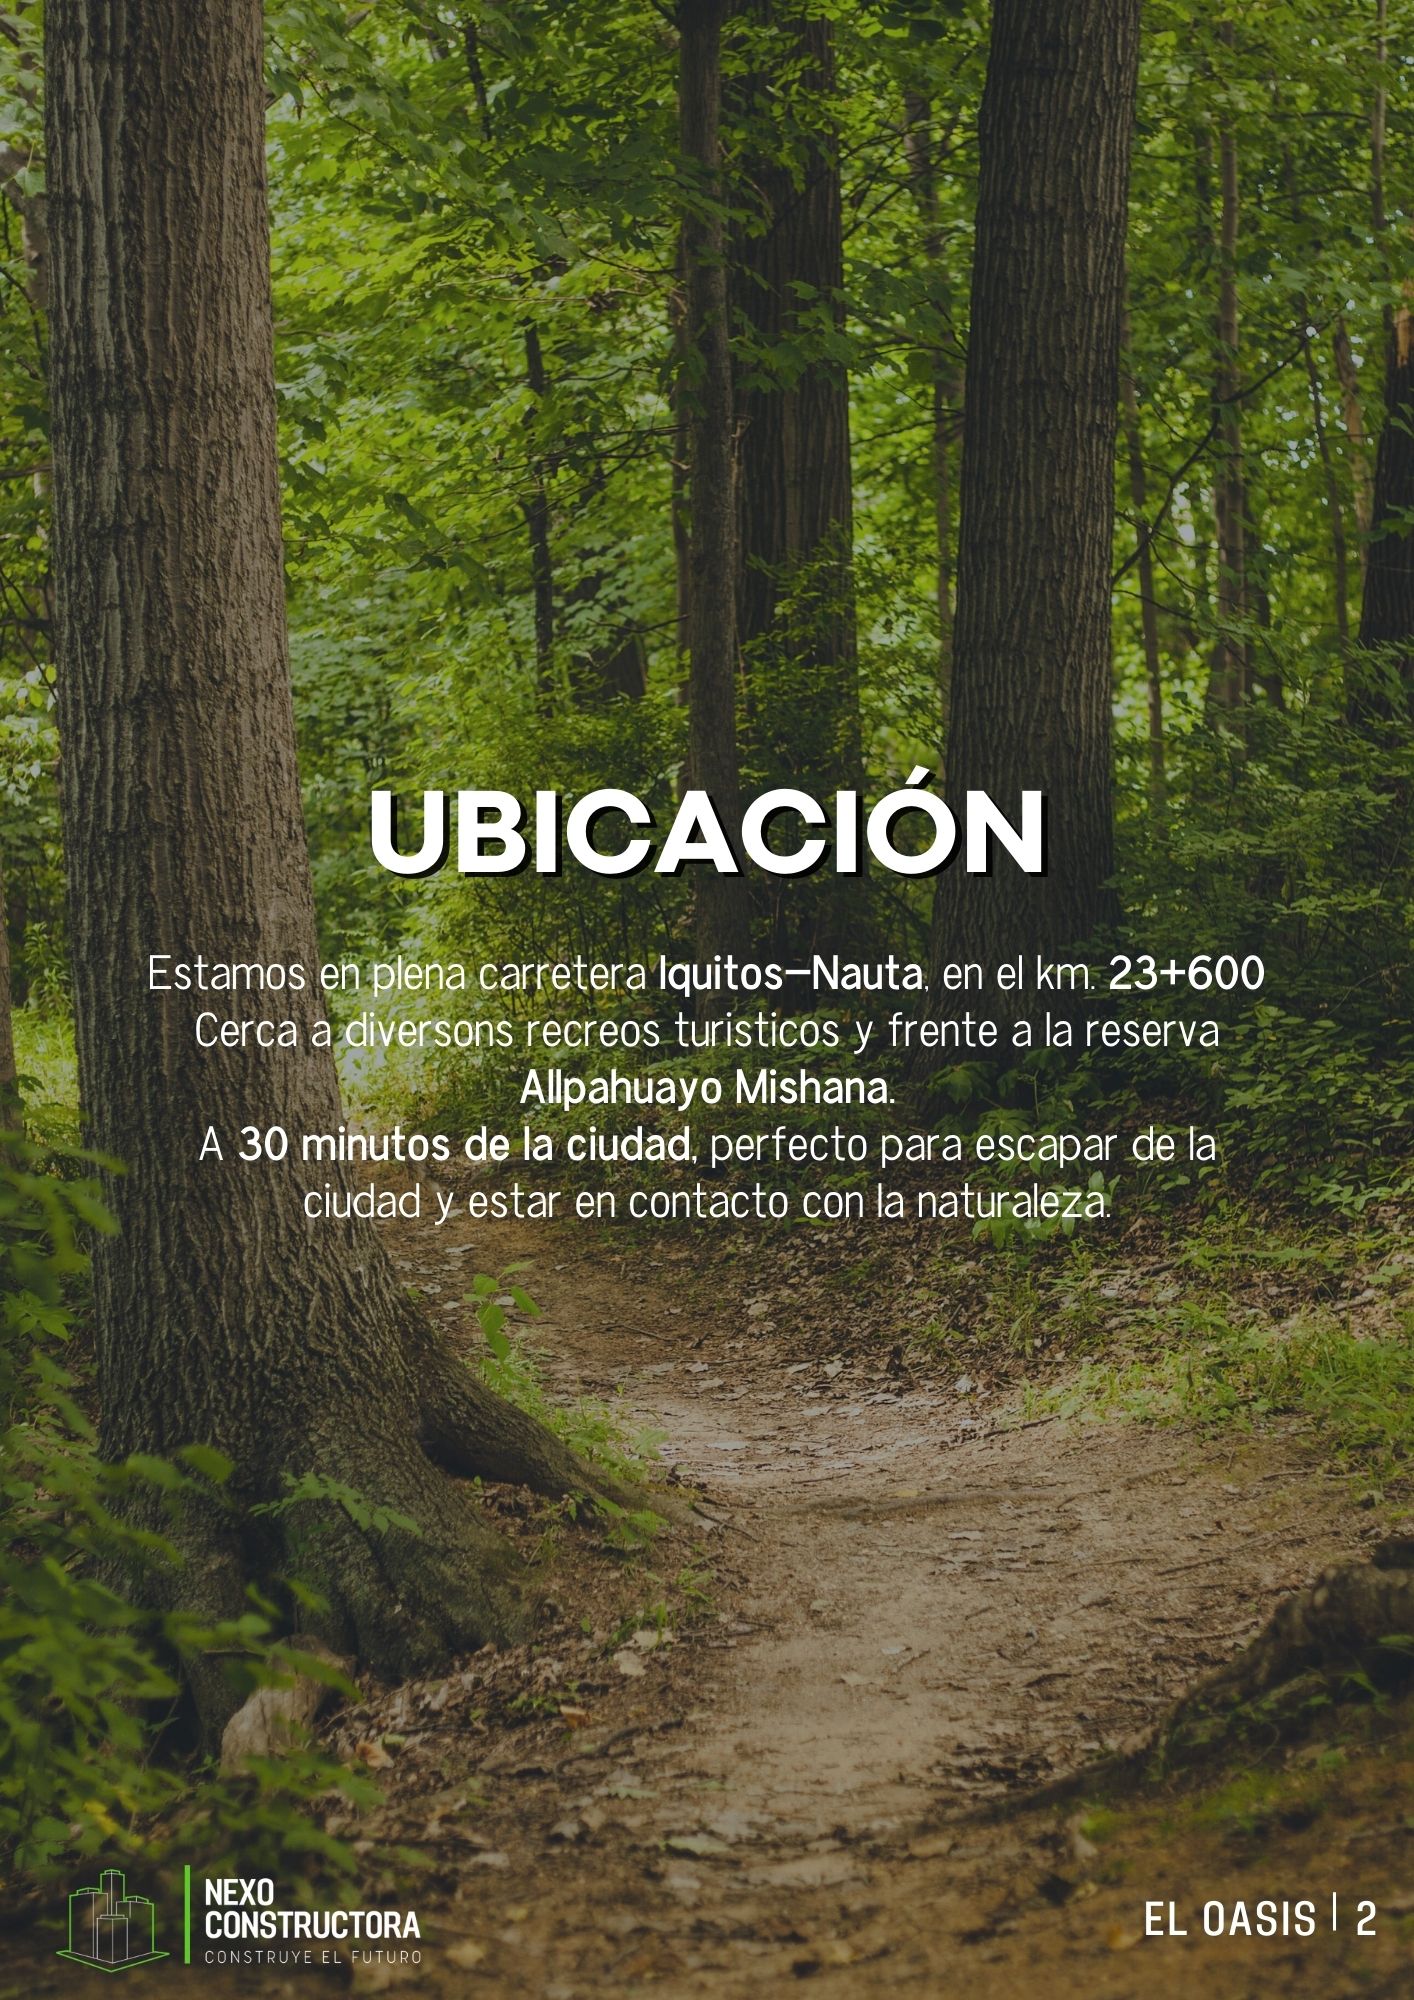 UBICACIÓN
Estamos en plena carretera Iquitos–Nauta, en el km. 23+600
Cerca a diversons recreos turisticos y frente a la reserva
Allpahuayo Mishana.
A 30 minutos de la ciudad, perfecto para escapar de la
ciudad y estar en contacto con la naturaleza.
NEXO
CONSTRUCTORA
CONSTRUYE EL FUTURO
EL OASIS | 2